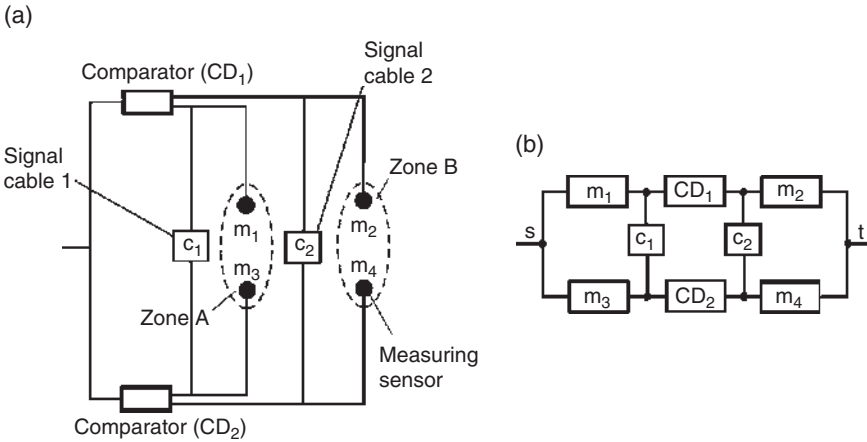 (a)
Comparator (CD₁)
Signal
cable 2
Signal
cable 1
Zone B
c₁
m₁
c₂
m₂
m₃
m₄
Zone A
Measuring
sensor
Comparator (CD₂)
(b)
m₁
CD₁
m₂
s
c₁
c₂
t
m₃
CD₂
m₄